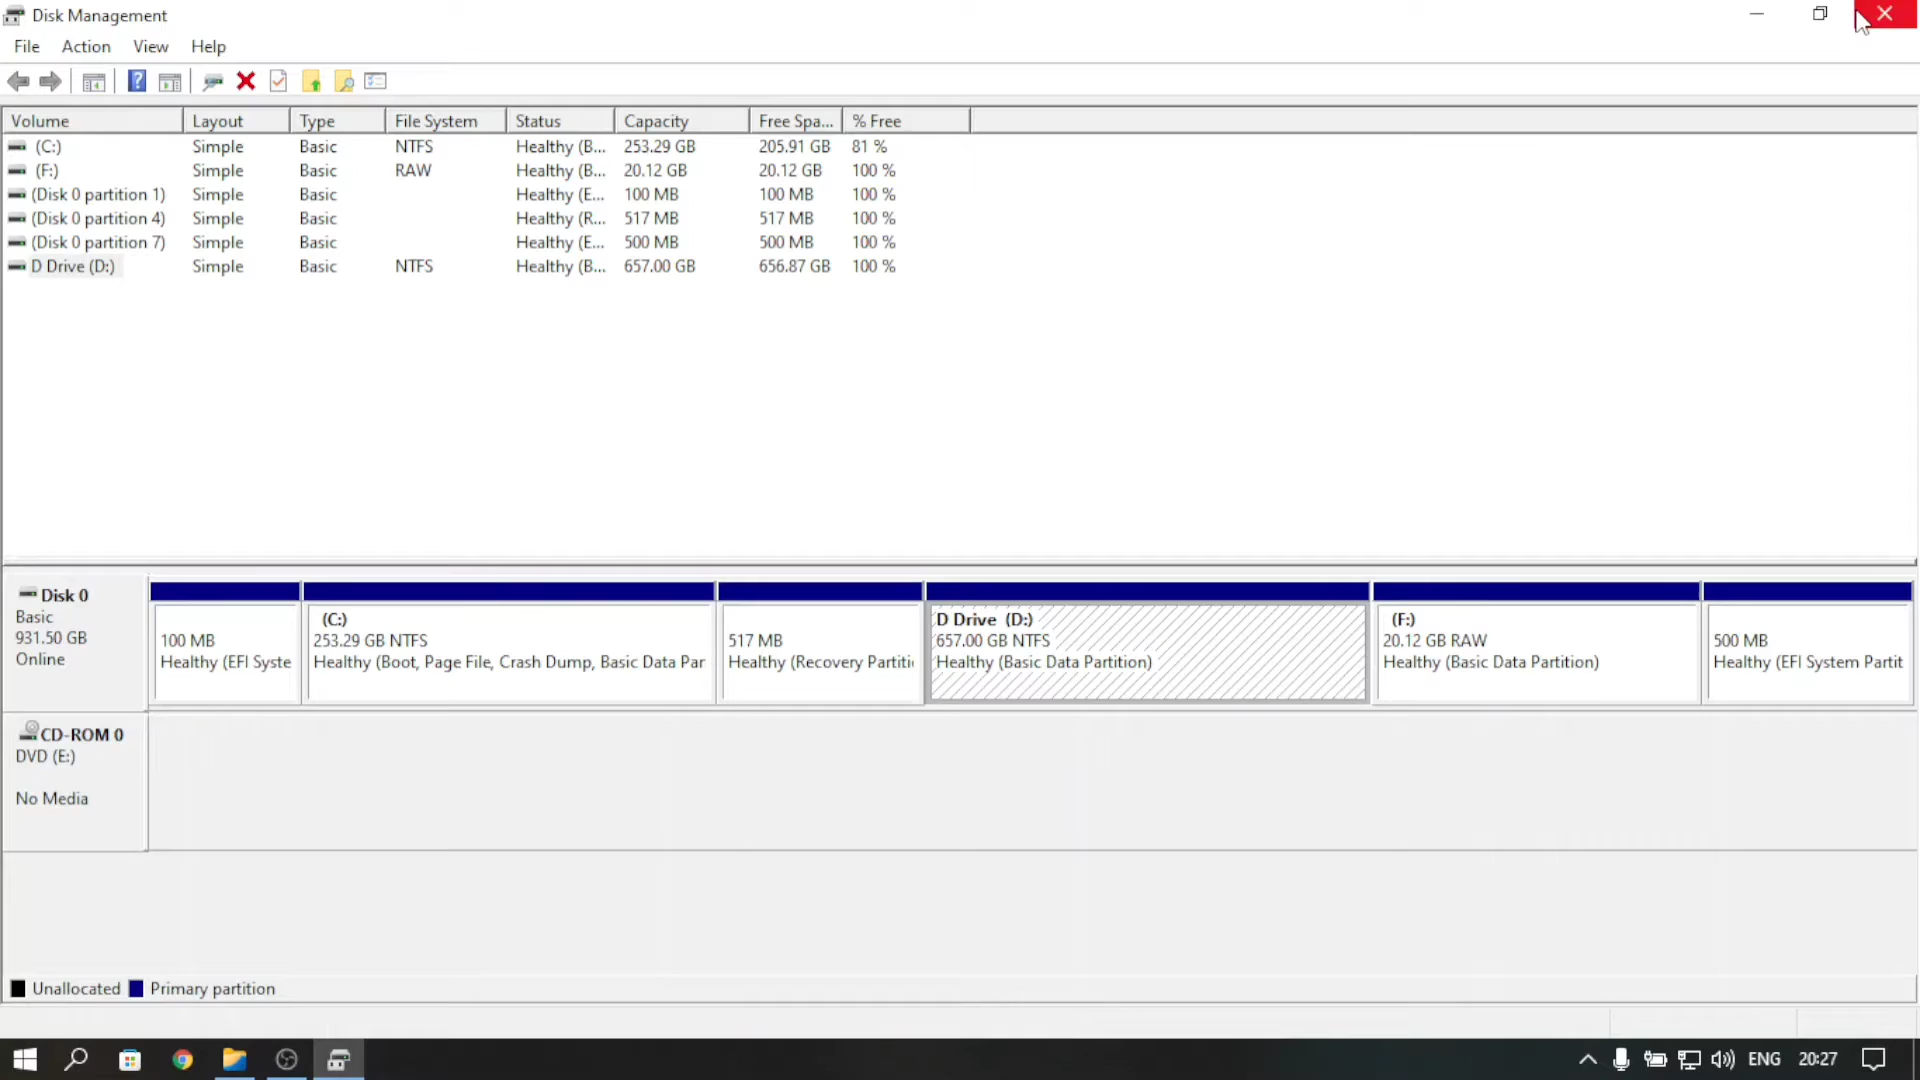 Disk Management
File Action View Help
Volume Layout Type File System Status Capacity Free Spa... % Free
(C:) Simple Basic NTFS Healthy (B... 253.29 GB 205.91 GB 81 %
(F:) Simple Basic RAW Healthy (B... 20.12 GB 20.12 GB 100 %
(Disk 0 partition 1) Simple Basic Healthy (E... 100 MB 100 MB 100 %
(Disk 0 partition 4) Simple Basic Healthy (R... 517 MB 517 MB 100 %
(Disk 0 partition 7) Simple Basic Healthy (E... 500 MB 500 MB 100 %
D Drive (D:) Simple Basic NTFS Healthy (B... 657.00 GB 656.87 GB 100 %
Disk 0
Basic
931.50 GB
Online
100 MB
Healthy (EFI Syste
(C:)
253.29 GB NTFS
Healthy (Boot, Page File, Crash Dump, Basic Data Par
517 MB
Healthy (Recovery Partiti
D Drive (D:)
657.00 GB NTFS
Healthy (Basic Data Partition)
(F:)
20.12 GB RAW
Healthy (Basic Data Partition)
500 MB
Healthy (EFI System Partit
CD-ROM 0
DVD (E:)
No Media
Unallocated Primary partition
ENG 20:27